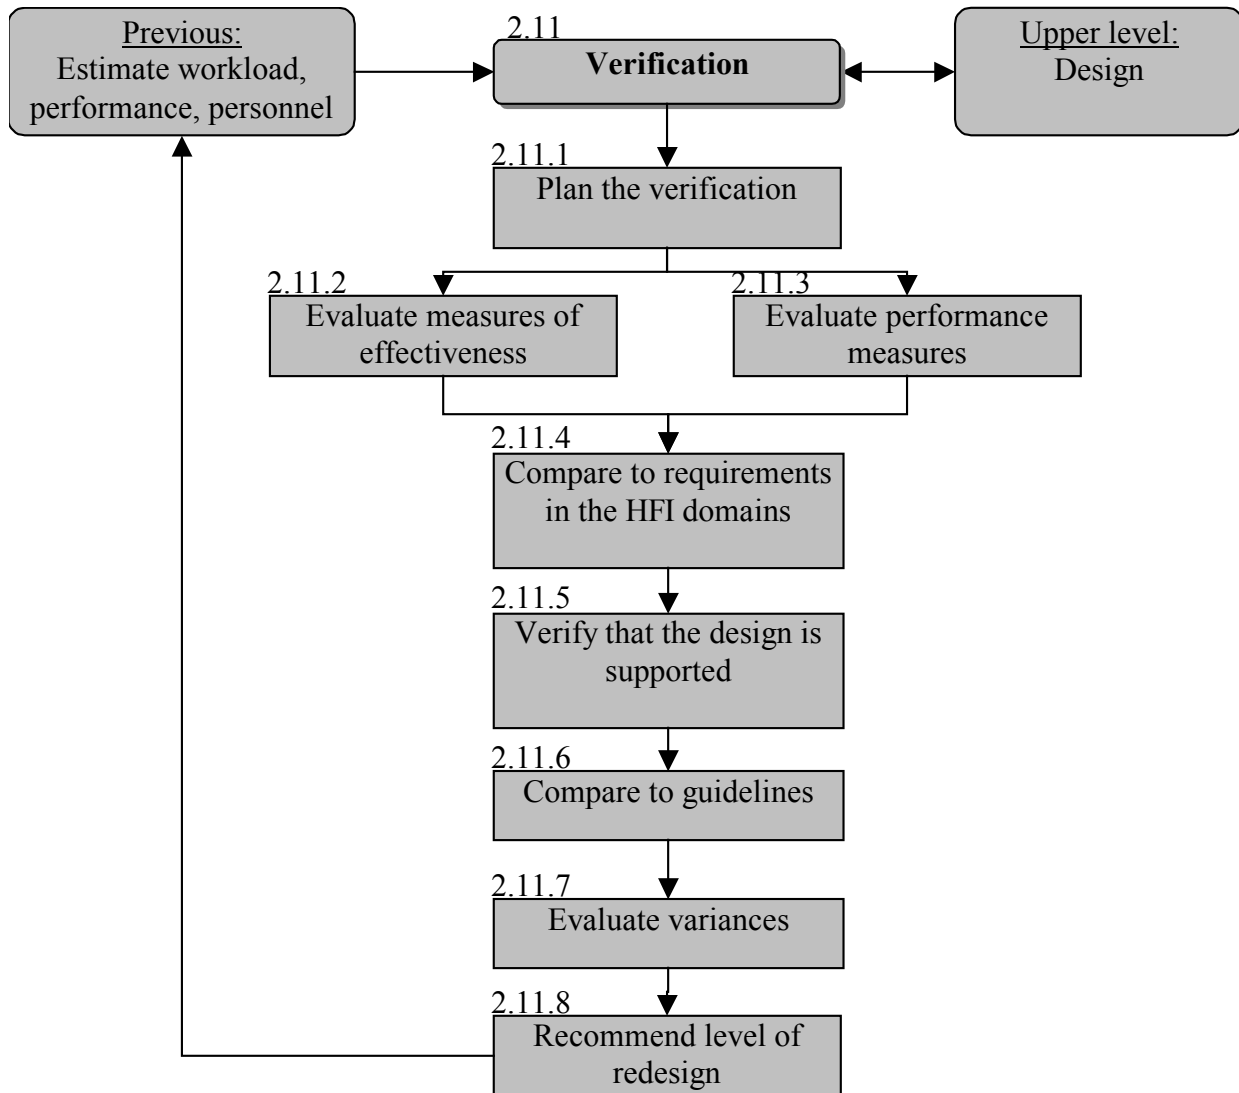 Previous:
Estimate workload,
performance, personnel
2.11
Verification
Upper level:
Design
2.11.1
Plan the verification
2.11.2
Evaluate measures of
effectiveness
2.11.3
Evaluate performance
measures
2.11.4
Compare to requirements
in the HFI domains
2.11.5
Verify that the design is
supported
2.11.6
Compare to guidelines
2.11.7
Evaluate variances
2.11.8
Recommend level of
redesign